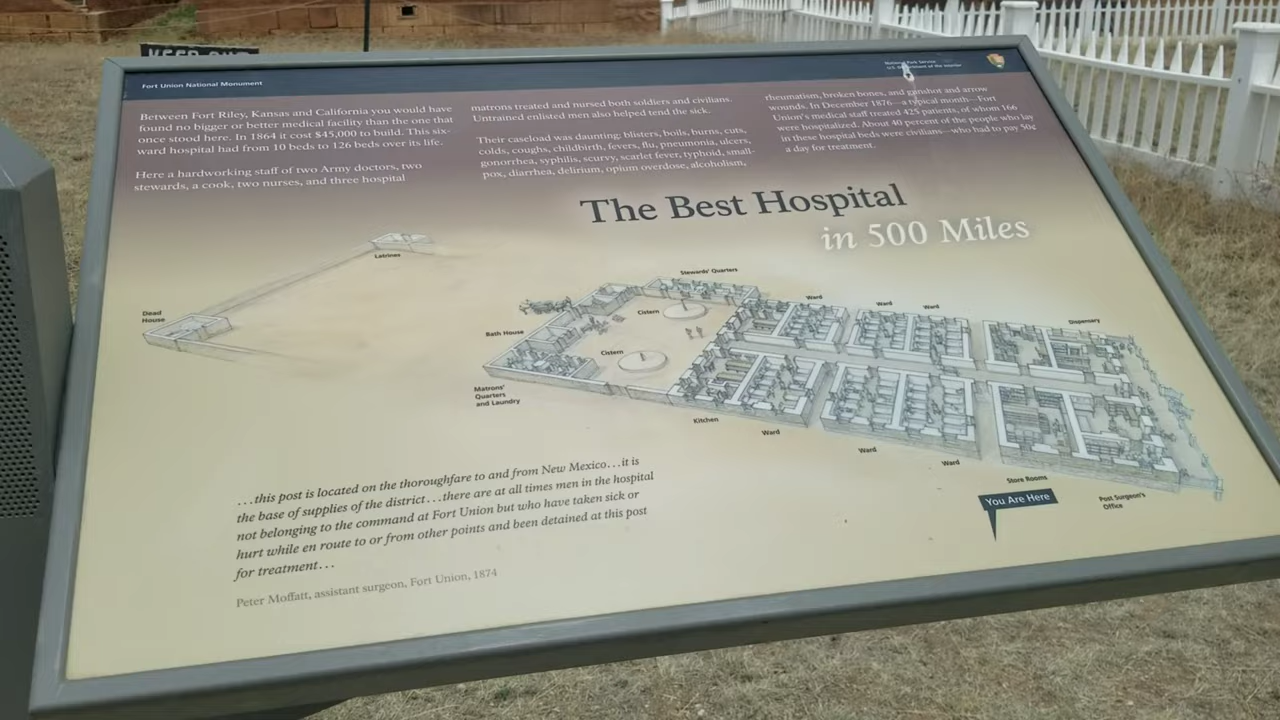 KEEP OUT
Fort Union National Monument
National Park Service
U.S. Department of the Interior
Between Fort Riley, Kansas and California you would have
found no bigger or better medical facility than the one that
once stood here. In 1864 it cost $45,000 to build. This six-
ward hospital had from 10 beds to 126 beds over its life.
Here a hardworking staff of two Army doctors, two
stewards, a cook, two nurses, and three hospital
matrons treated and nursed both soldiers and civilians.
Untrained enlisted men also helped tend the sick.
Their caseload was daunting: blisters, boils, burns, cuts,
colds, coughs, childbirth, fevers, flu, pneumonia, ulcers,
gonorrhea, syphilis, scurvy, scarlet fever, typhoid, small-
pox, diarrhea, delirium, opium overdose, alcoholism,
rheumatism, broken bones, and gunshot and arrow
wounds. In December 1876—a typical month—Fort
Union's medical staff treated 425 patients, of whom 166
were hospitalized. About 40 percent of the people who lay
in these hospital beds were civilians—who had to pay 50¢
a day for treatment.
The Best Hospital
in 500 Miles
Latrines
Dead
House
Stewards' Quarters
Cistern
Bath House
Cistern
Matrons'
Quarters
and Laundry
Ward
Ward
Ward
Dispensary
Kitchen
Ward
Ward
Ward
Store Rooms
Post Surgeon's
Office
You Are Here
...this post is located on the thoroughfare to and from New Mexico...it is
the base of supplies of the district...there are at all times men in the hospital
not belonging to the command at Fort Union but who have taken sick or
hurt while en route to or from other points and been detained at this post
for treatment...
Peter Moffatt, assistant surgeon, Fort Union, 1874